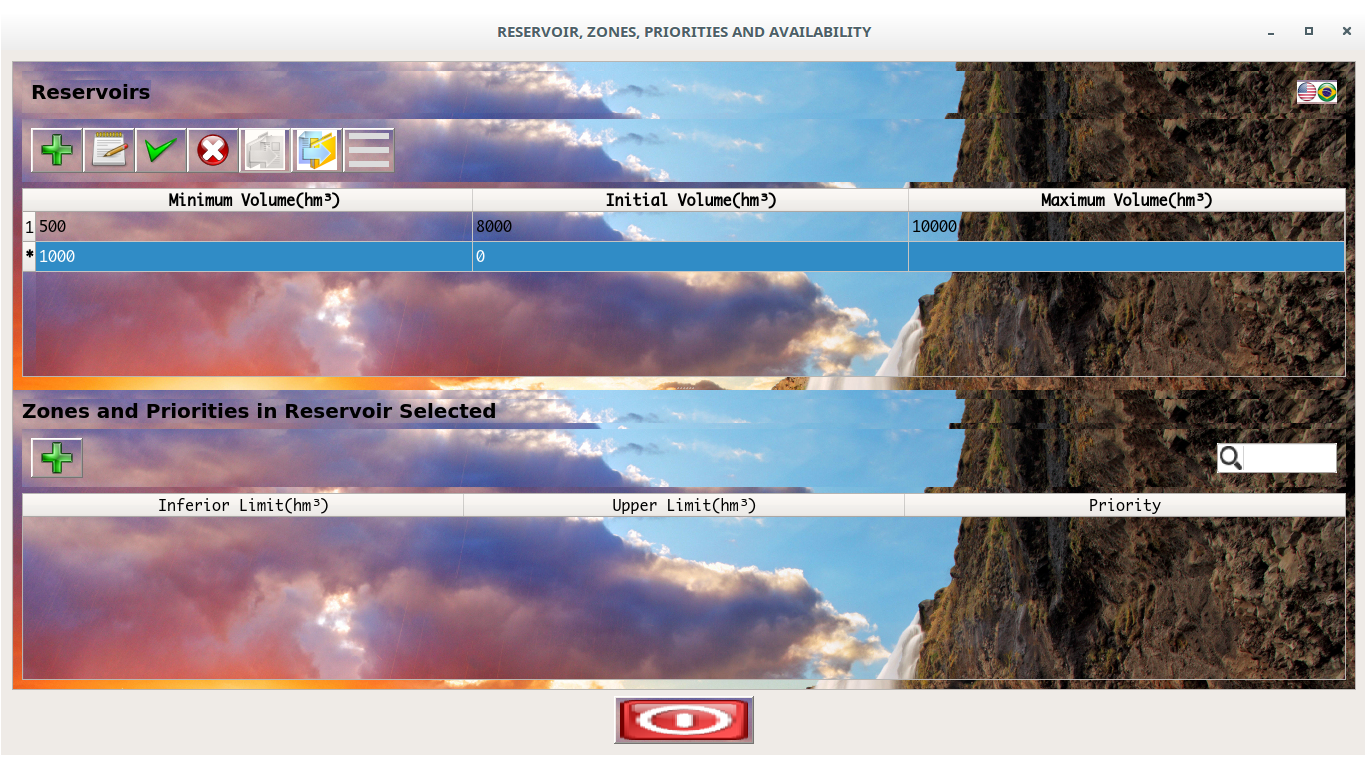 RESERVOIR, ZONES, PRIORITIES AND AVAILABILITY
Reservoirs
Minimum Volume(hm³) Initial Volume(hm³) Maximum Volume(hm³)
1 500 8000 10000
* 1000 0
Zones and Priorities in Reservoir Selected
Inferior Limit(hm³) Upper Limit(hm³) Priority